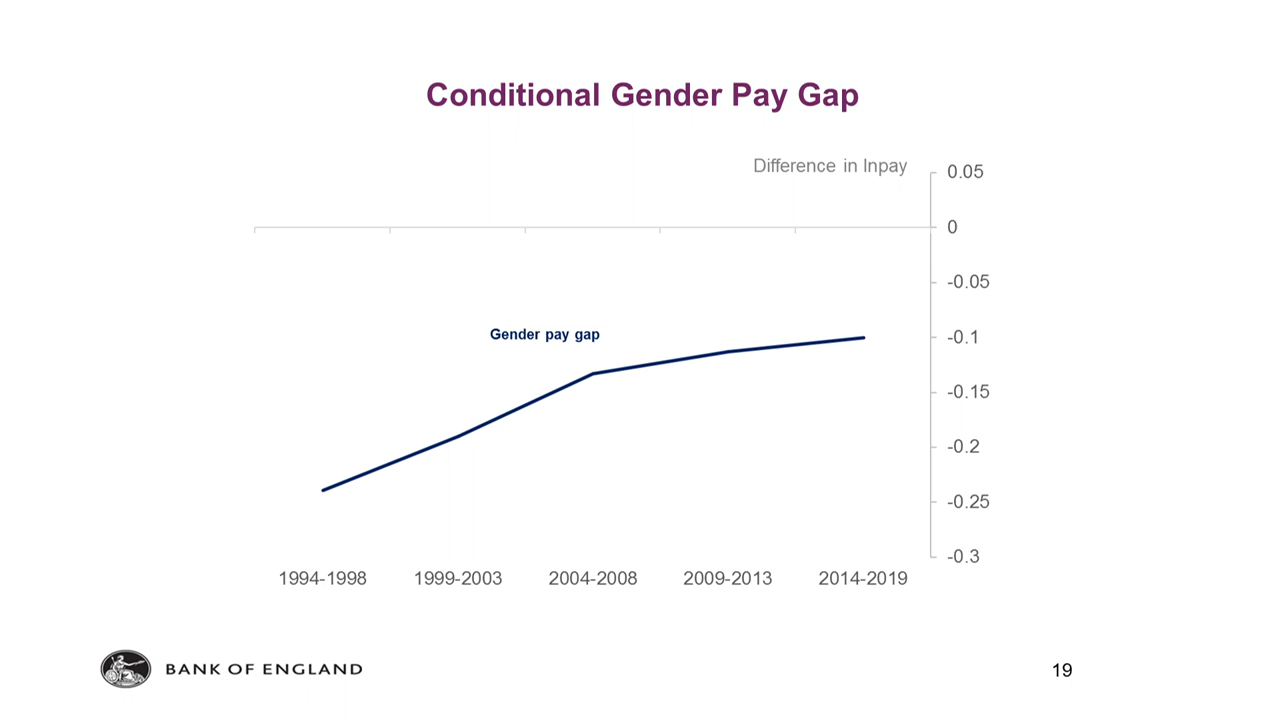 Conditional Gender Pay Gap
Difference in lnpay
0.05
0
-0.05
Gender pay gap
-0.1
-0.15
-0.2
-0.25
-0.3
1994-1998 1999-2003 2004-2008 2009-2013 2014-2019
BANK OF ENGLAND
19